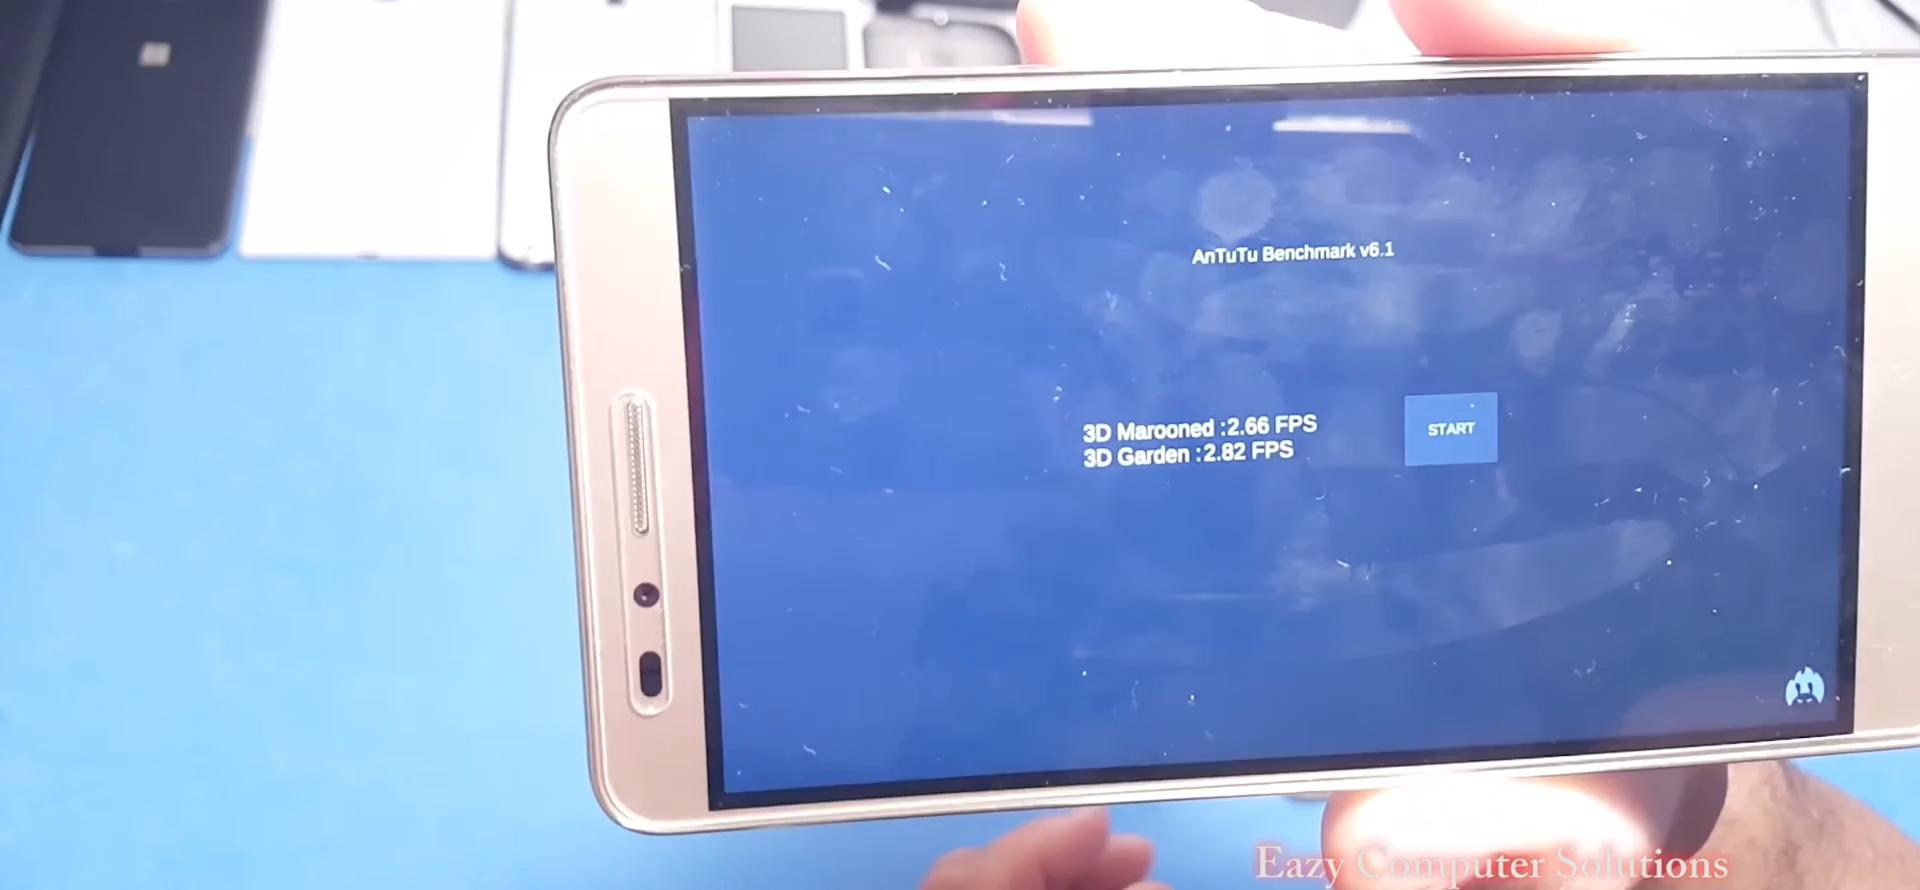 AnTuTu Benchmark v6.1
3D Marooned :2.66 FPS
3D Garden :2.82 FPS
START
Eazy Computer Solutions